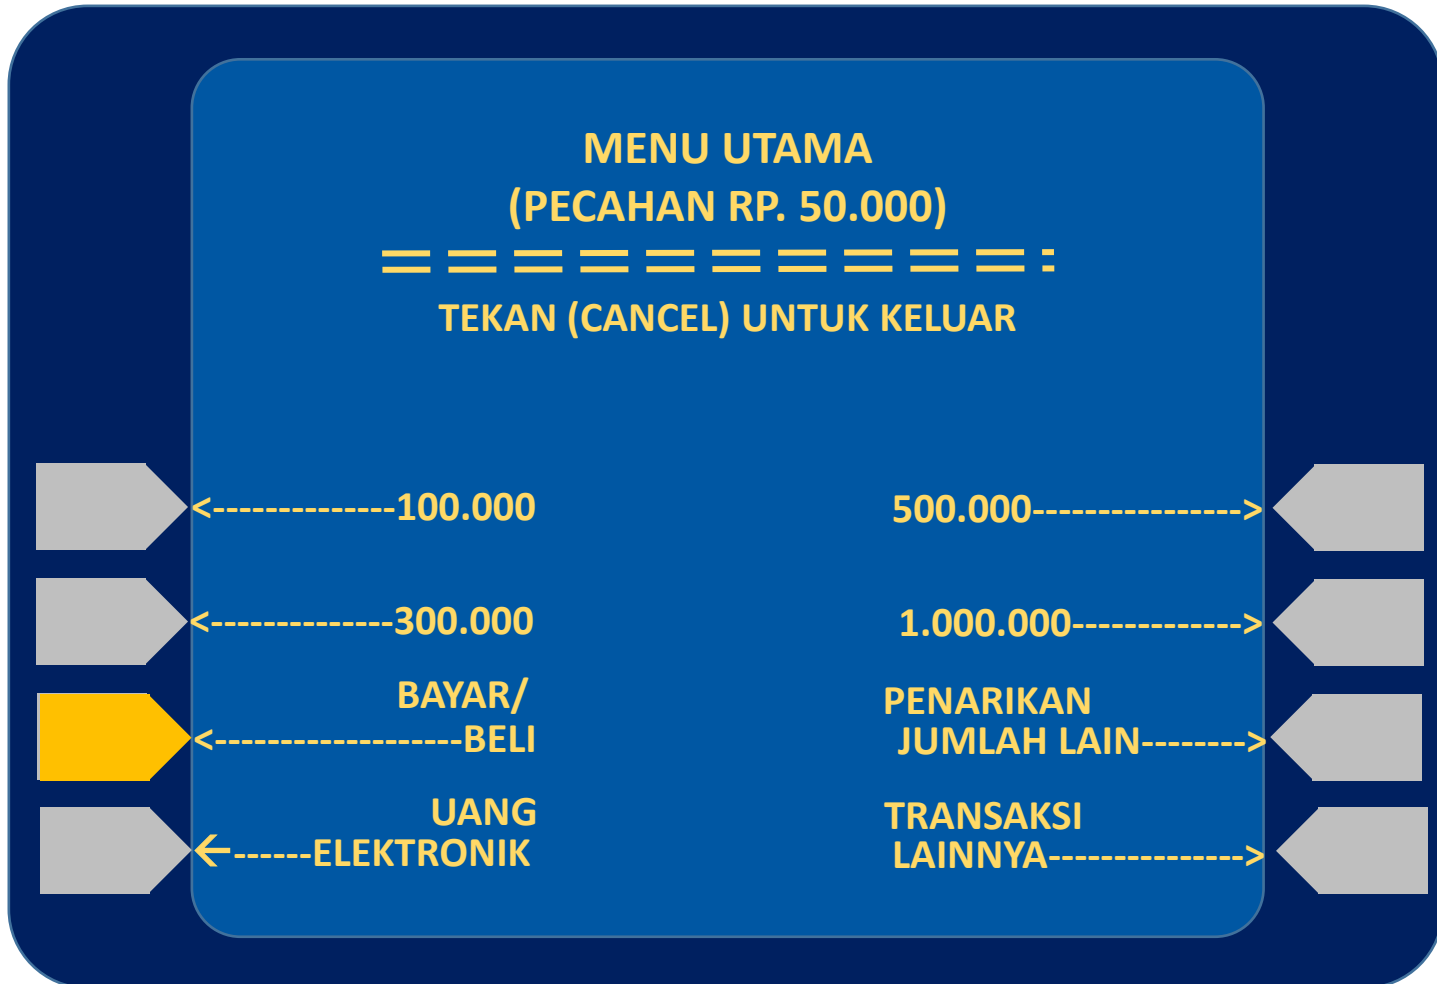 MENU UTAMA
(PECAHAN RP. 50.000)
====================:
TEKAN (CANCEL) UNTUK KELUAR
<--------------100.000
500.000---------------->
<--------------300.000
1.000.000------------->
BAYAR/
<-------------------BELI
PENARIKAN
JUMLAH LAIN-------->
UANG
←------ELEKTRONIK
TRANSAKSI
LAINNYA--------------->